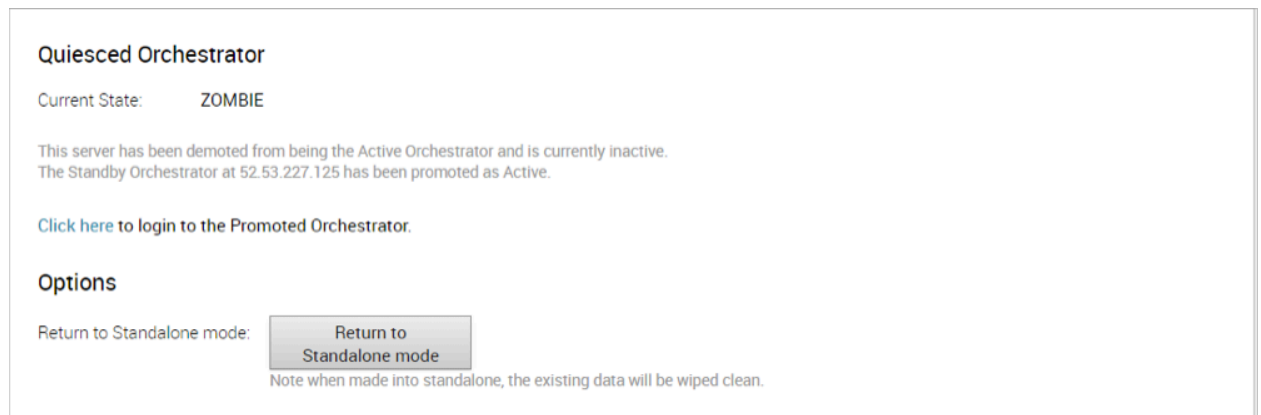 Quiesced Orchestrator
Current State: ZOMBIE
This server has been demoted from being the Active Orchestrator and is currently inactive.
The Standby Orchestrator at 52.53.227.125 has been promoted as Active.
Click here to login to the Promoted Orchestrator.
Options
Return to Standalone mode: Return to
Standalone mode
Note when made into standalone, the existing data will be wiped clean.